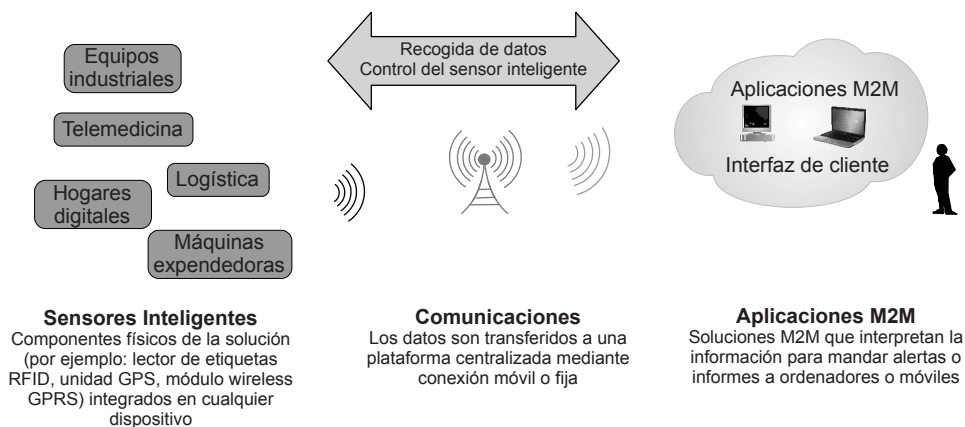 Equipos
industriales
Telemedicina
Logística
Hogares
digitales
Máquinas
expendedoras
Recogida de datos
Control del sensor inteligente
Aplicaciones M2M
Interfaz de cliente
Sensores Inteligentes
Componentes físicos de la solución
(por ejemplo: lector de etiquetas
RFID, unidad GPS, módulo wireless
GPRS) integrados en cualquier
dispositivo
Comunicaciones
Los datos son transferidos a una
plataforma centralizada mediante
conexión móvil o fija
Aplicaciones M2M
Soluciones M2M que interpretan la
información para mandar alertas o
informes a ordenadores o móviles